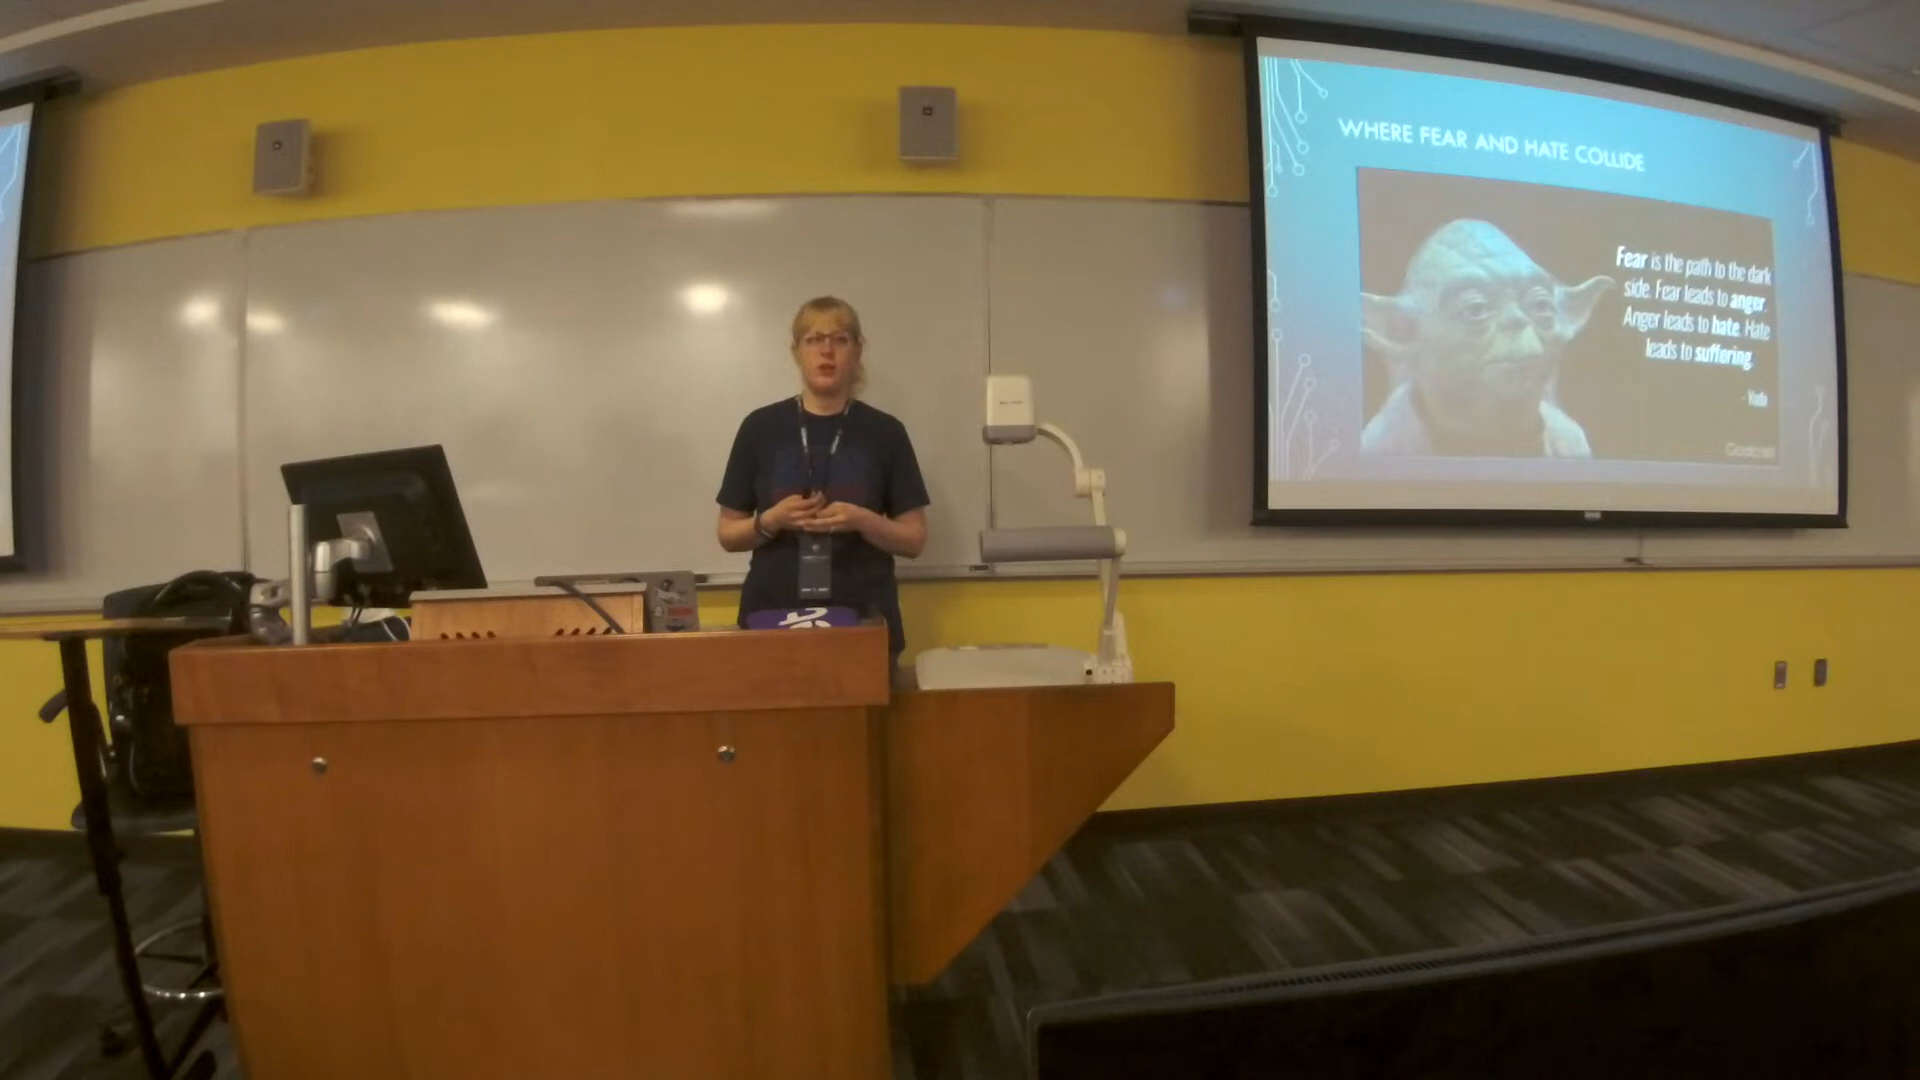 WHERE FEAR AND HATE COLLIDE
Fear is the path to the dark
side. Fear leads to anger.
Anger leads to hate. Hate
leads to suffering.
- Yoda